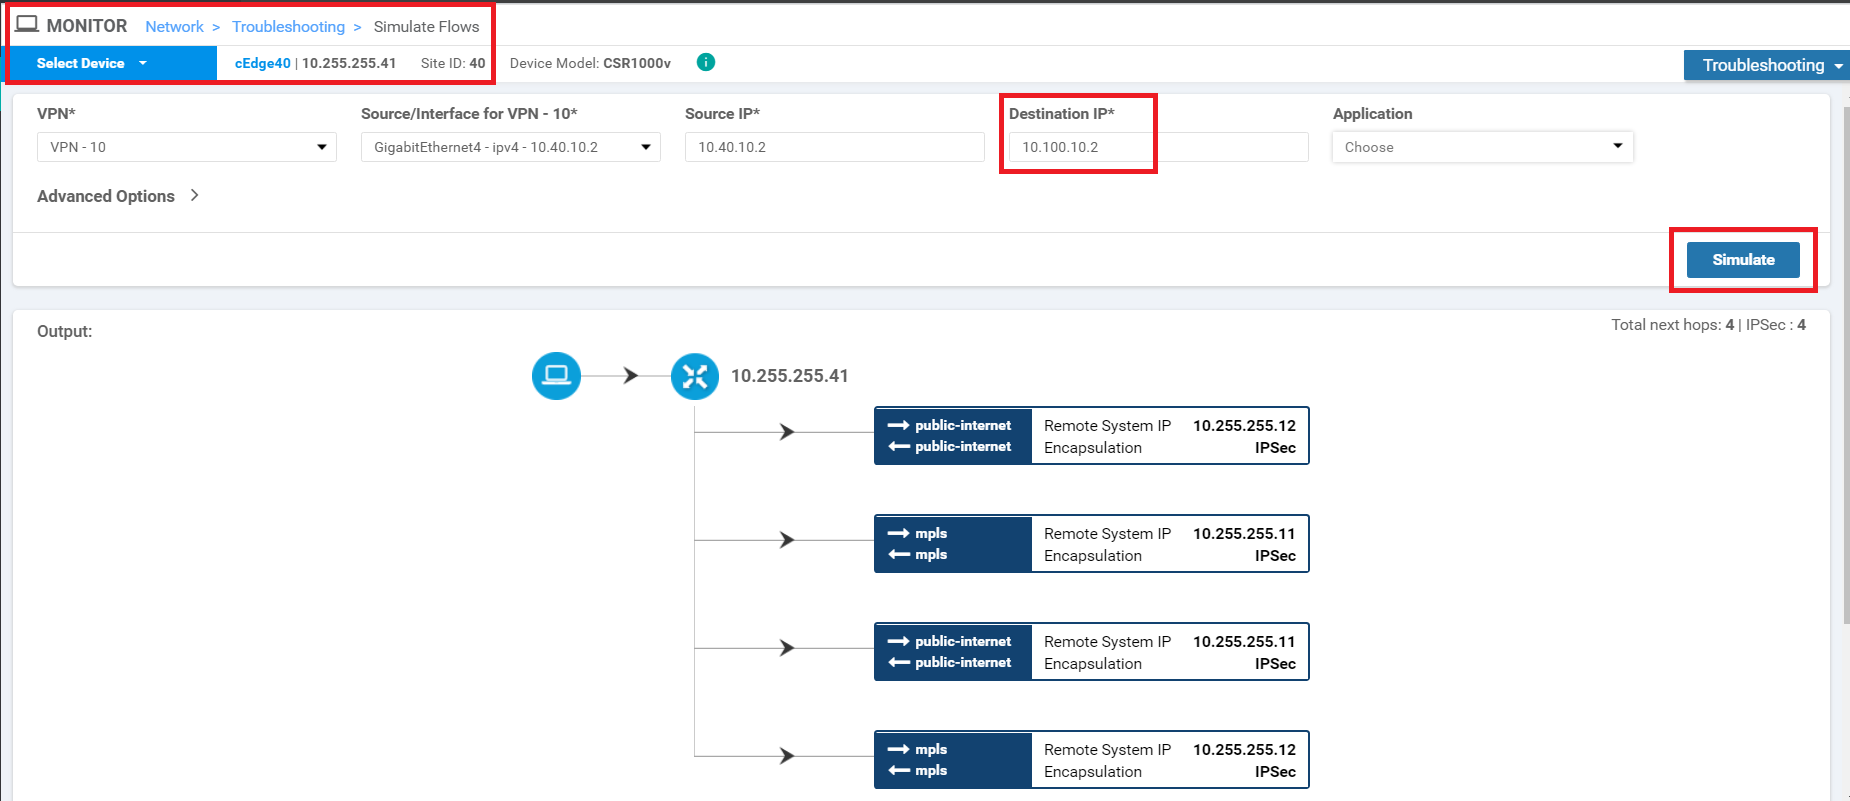 MONITOR Network > Troubleshooting > Simulate Flows
Select Device cEdge40 | 10.255.255.41 Site ID: 40 Device Model: CSR1000v i
Troubleshooting
VPN* Source/Interface for VPN - 10* Source IP* Destination IP* Application
VPN - 10 GigabitEthernet4 - ipv4 - 10.40.10.2 10.40.10.2 10.100.10.2 Choose
Advanced Options
Simulate
Output:
Total next hops: 4 | IPSec : 4
10.255.255.41
public-internet Remote System IP 10.255.255.12
public-internet Encapsulation IPSec
mpls Remote System IP 10.255.255.11
mpls Encapsulation IPSec
public-internet Remote System IP 10.255.255.11
public-internet Encapsulation IPSec
mpls Remote System IP 10.255.255.12
mpls Encapsulation IPSec